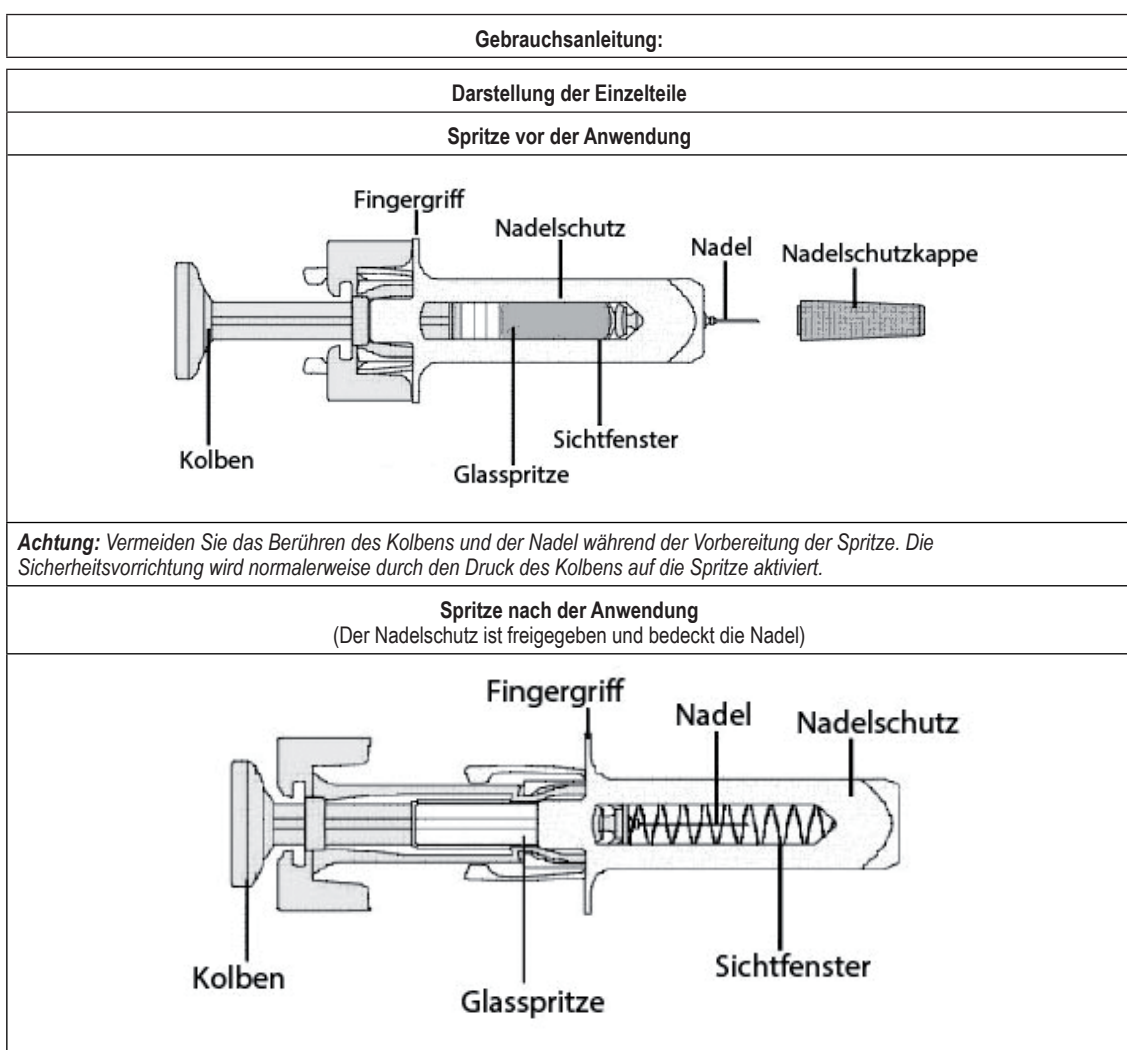 Gebrauchsanleitung:
Darstellung der Einzelteile
Spritze vor der Anwendung
Fingergriff
Nadelschutz
Nadel
Nadelschutzkappe
Kolben
Glasspritze
Sichtfenster
Achtung: Vermeiden Sie das Berühren des Kolbens und der Nadel während der Vorbereitung der Spritze. Die
Sicherheitsvorrichtung wird normalerweise durch den Druck des Kolbens auf die Spritze aktiviert.
Spritze nach der Anwendung
(Der Nadelschutz ist freigegeben und bedeckt die Nadel)
Fingergriff
Nadel
Nadelschutz
Kolben
Glasspritze
Sichtfenster